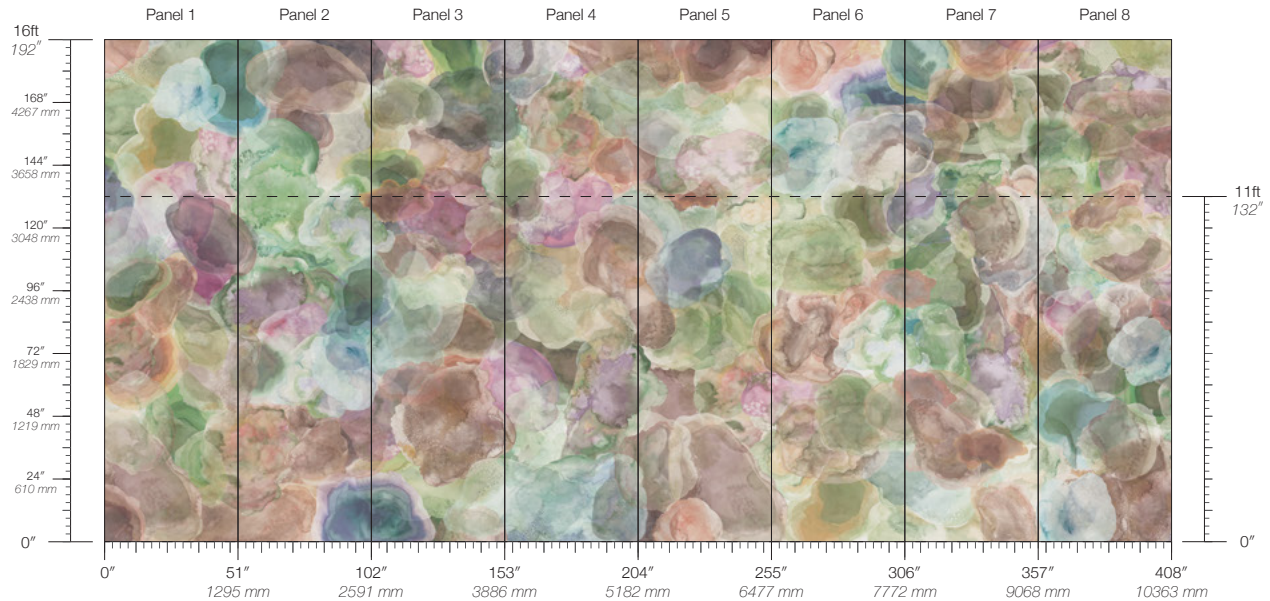 Panel 1 Panel 2 Panel 3 Panel 4 Panel 5 Panel 6 Panel 7 Panel 8
16ft
192″
168″
4267 mm
144″
3658 mm
11ft
132″
120″
3048 mm
96″
2438 mm
72″
1829 mm
48″
1219 mm
24″
610 mm
0″ 0″
0″ 51″ 102″ 153″ 204″ 255″ 306″ 357″ 408″
1295 mm 2591 mm 3886 mm 5182 mm 6477 mm 7772 mm 9068 mm 10363 mm